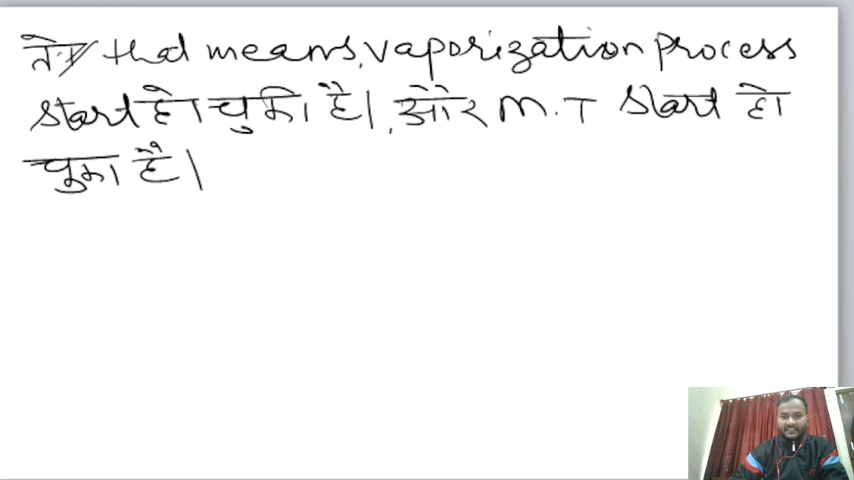 तो that means, vaporization process
start हो चुकी है। और M.T start हो
चुका है।